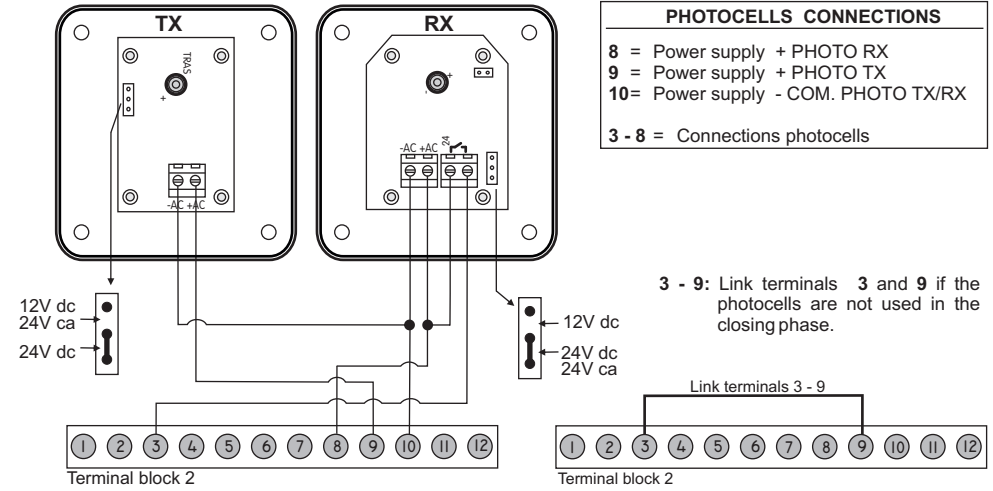 TX
TRAS
+
-AC +AC
RX
+
-
-AC +AC
24
PHOTOCELLS CONNECTIONS
8 = Power supply + PHOTO RX
9 = Power supply + PHOTO TX
10= Power supply - COM. PHOTO TX/RX
3 - 8 = Connections photocells
12V dc
24V ca
24V dc
12V dc
24V dc
24V ca
3 - 9: Link terminals 3 and 9 if the
photocells are not used in the
closing phase.
Link terminals 3 - 9
1 2 3 4 5 6 7 8 9 10 11 12
Terminal block 2
1 2 3 4 5 6 7 8 9 10 11 12
Terminal block 2